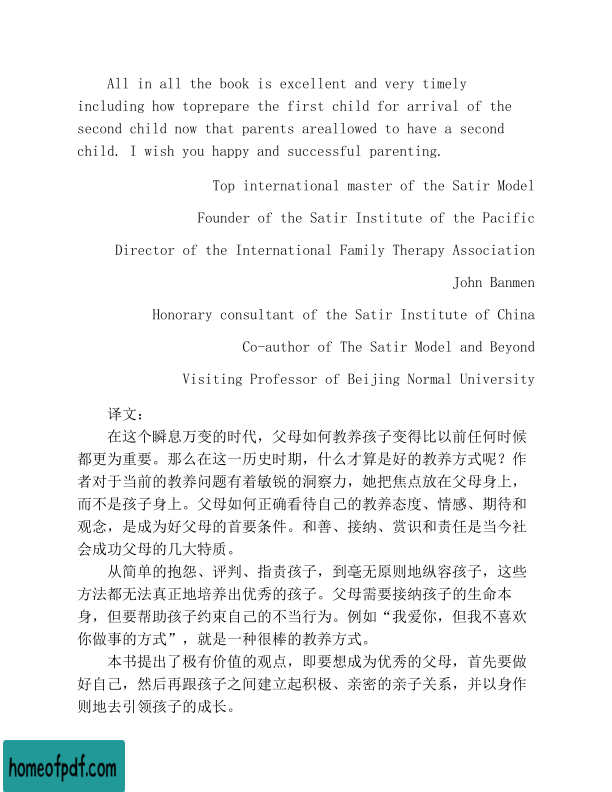 All in all the book is excellent and very timely
including how toprepare the first child for arrival of the
second child now that parents areallowed to have a second
child. I wish you happy and successful parenting.
Top international master of the Satir Model
Founder of the Satir Institute of the Pacific
Director of the International Family Therapy Association
John Banmen
Honorary consultant of the Satir Institute of China
Co-author of The Satir Model and Beyond
Visiting Professor of Beijing Normal University
译文：
在这个瞬息万变的时代，父母如何教养孩子变得比以前任何时候
都更为重要。那么在这一历史时期，什么才算是好的教养方式呢？作
者对于当前的教养问题有着敏锐的洞察力，她把焦点放在父母身上，
而不是孩子身上。父母如何正确看待自己的教养态度、情感、期待和
观念，是成为好父母的首要条件。和善、接纳、赏识和责任是当今社
会成功父母的几大特质。
从简单的抱怨、评判、指责孩子，到毫无原则地纵容孩子，这些
方法都无法真正地培养出优秀的孩子。父母需要接纳孩子的生命本
身，但要帮助孩子约束自己的不当行为。例如“我爱你，但我不喜欢
你做事的方式”，就是一种很棒的教养方式。
本书提出了极有价值的观点，即要想成为优秀的父母，首先要做
好自己，然后再跟孩子之间建立起积极、亲密的亲子关系，并以身作
则地去引领孩子的成长。
homeofpdf.com